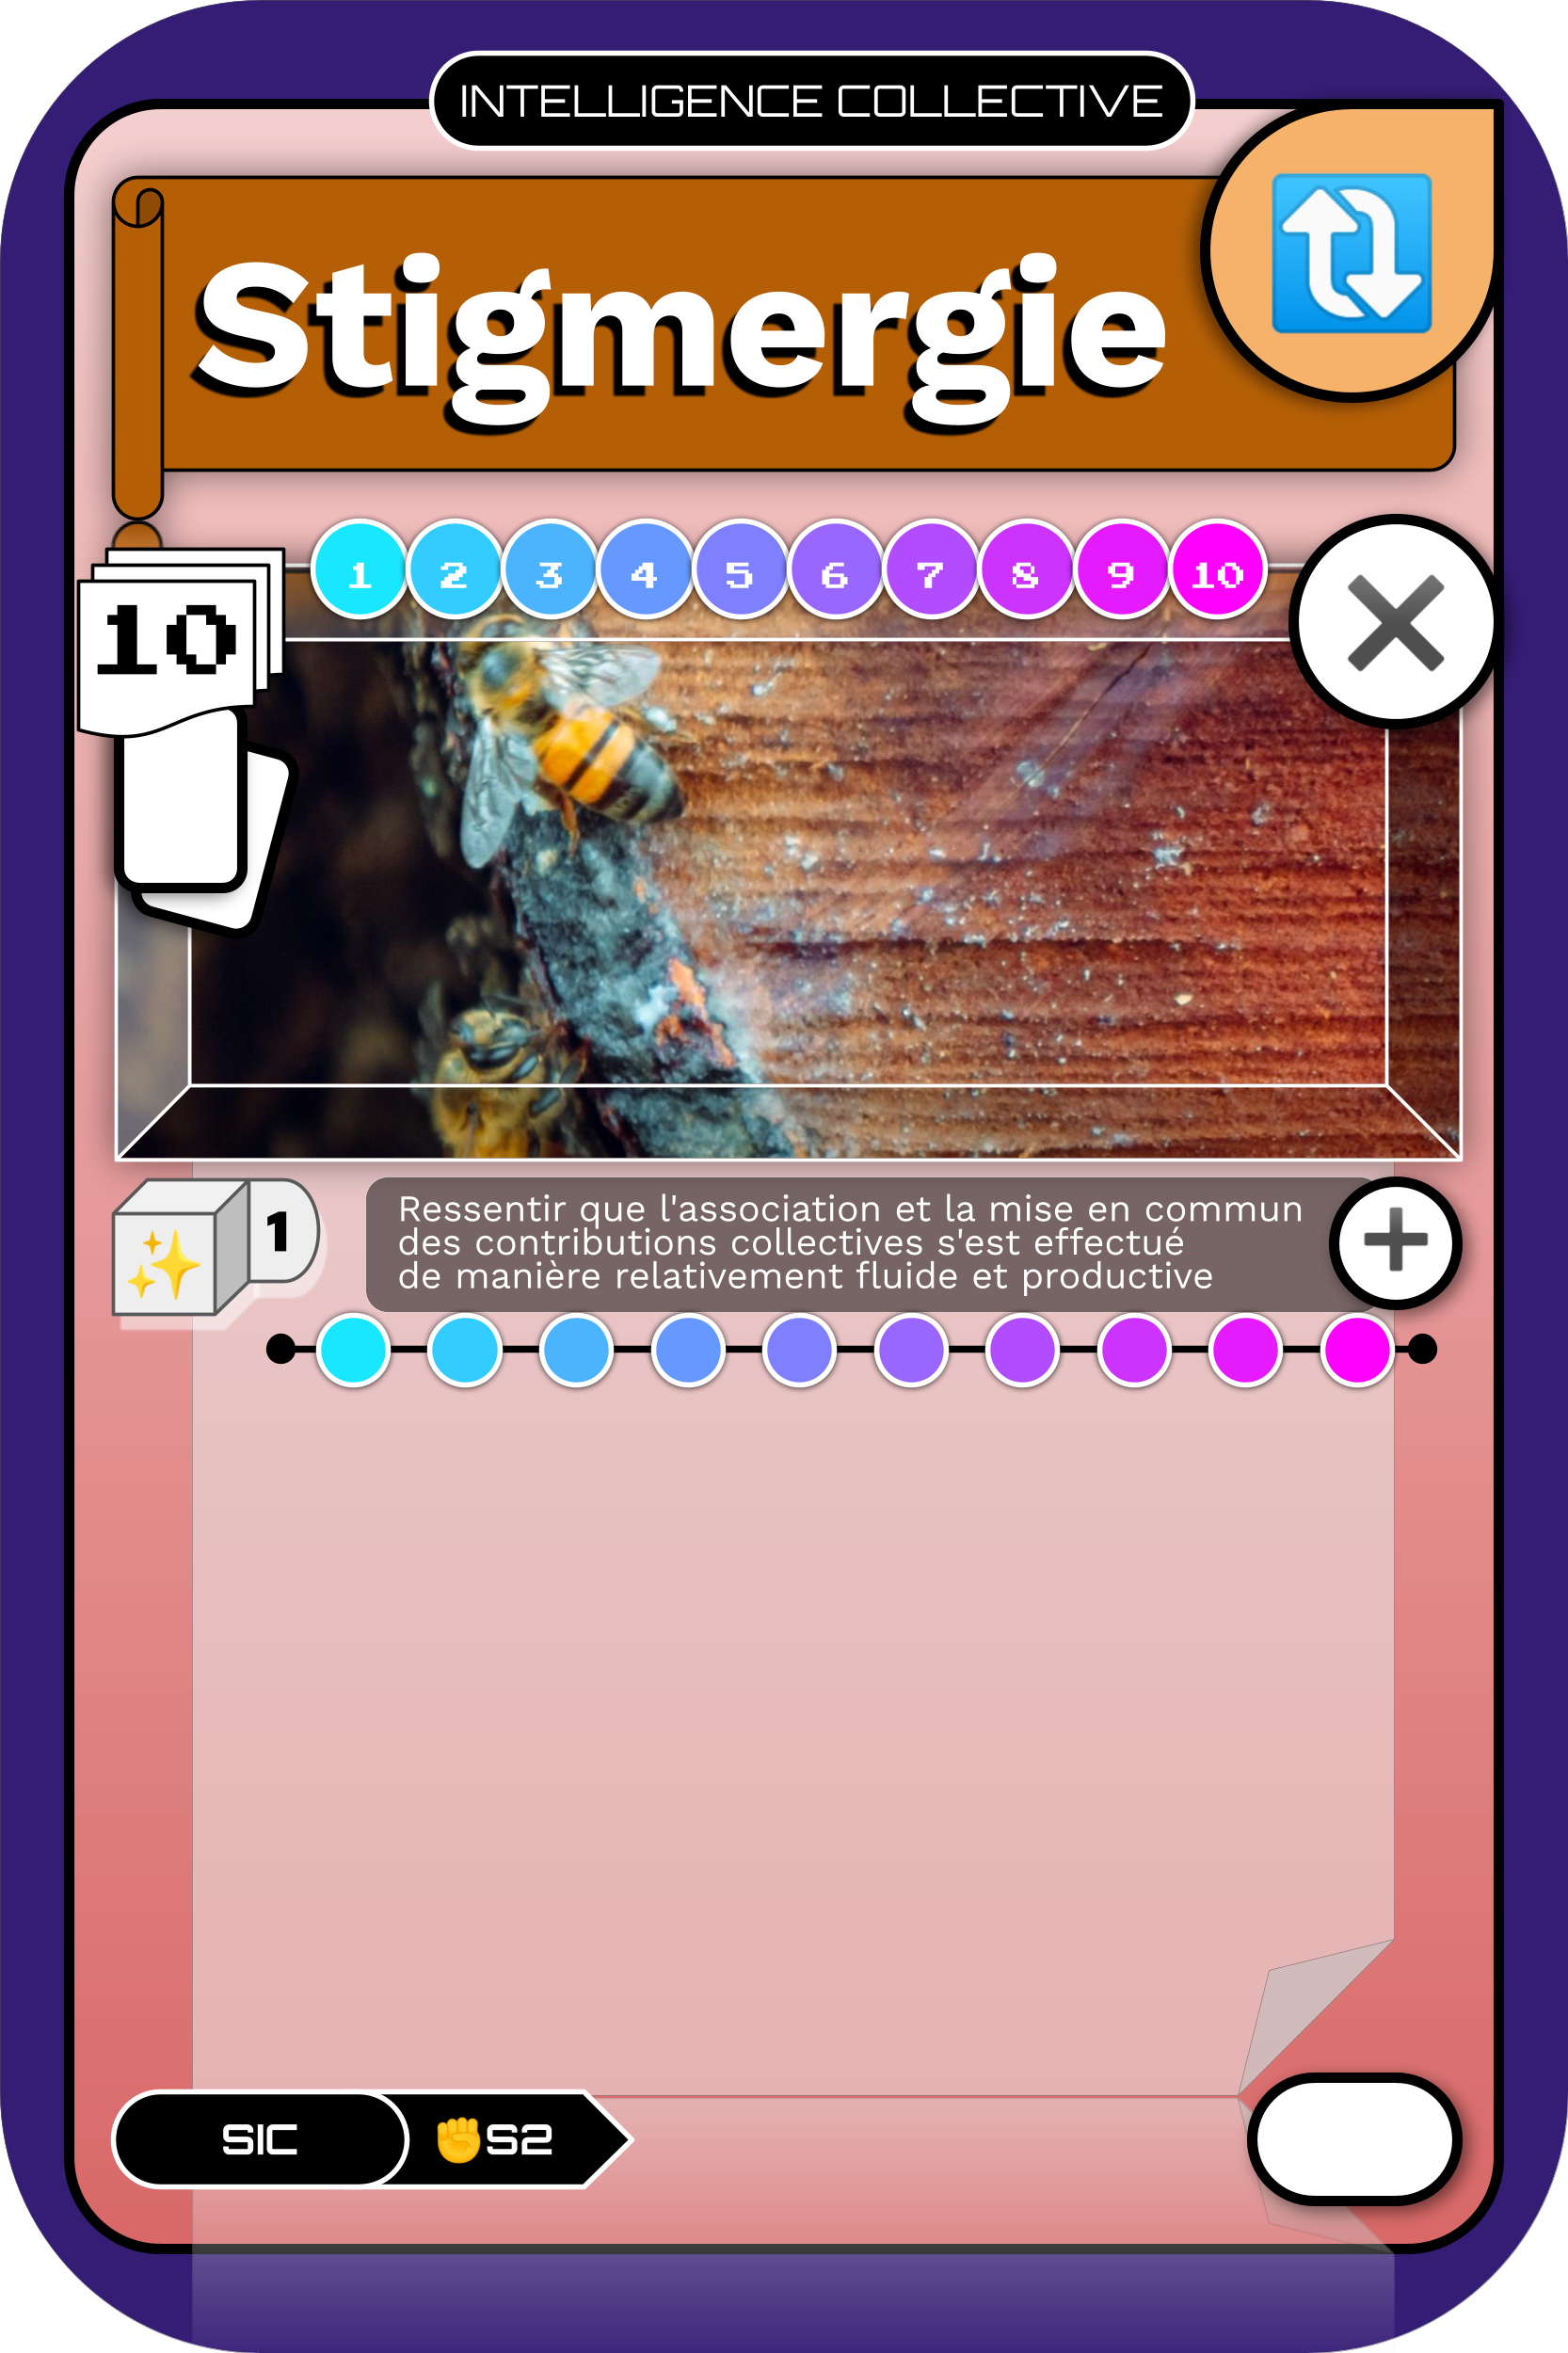 INTELLIGENCE COLLECTIVE
Stigmergie
1 2 3 4 5 6 7 8 9 10
10
1
Ressentir que l'association et la mise en commun
des contributions collectives s'est effectué
de manière relativement fluide et productive
SIC
S2